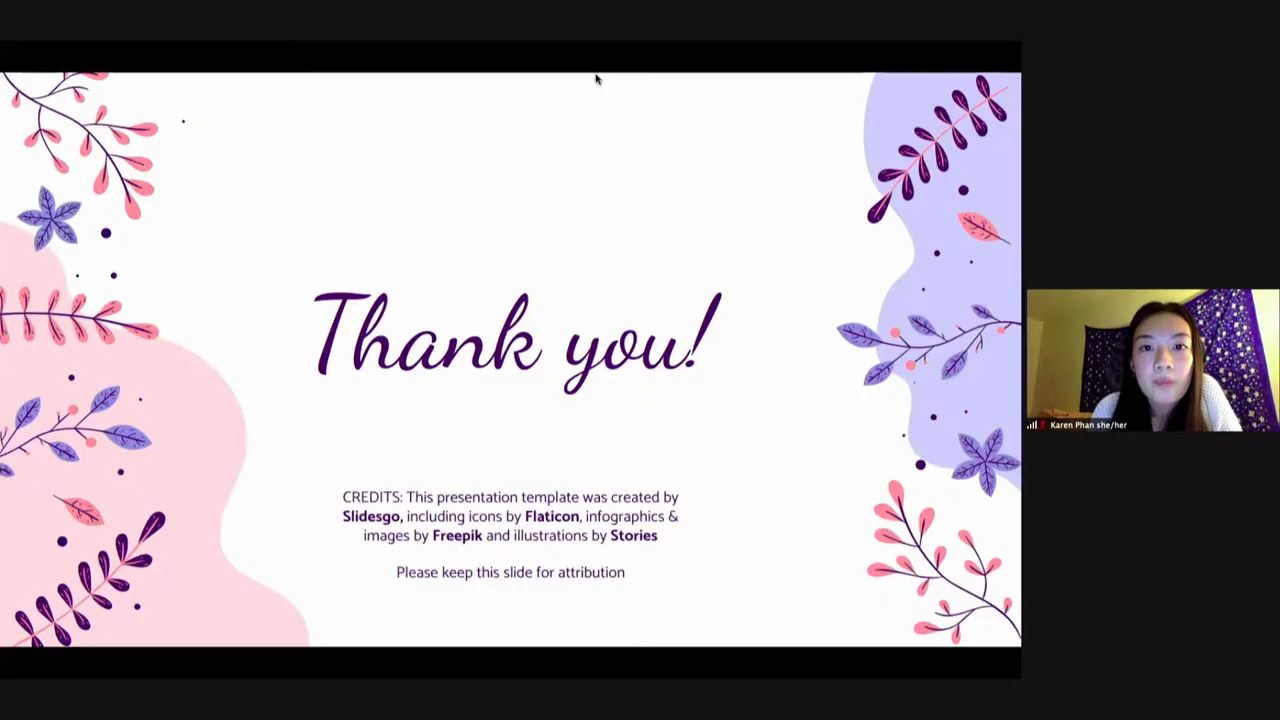 Thank you!
CREDITS: This presentation template was created by
Slidesgo, including icons by Flaticon, infographics &
images by Freepik and illustrations by Stories
Please keep this slide for attribution
Karen Phan she/her